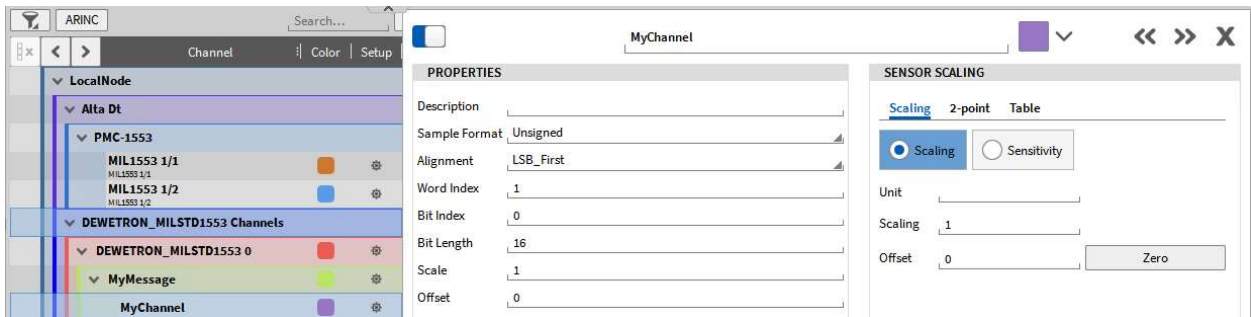 ARINC
Search...
Channel Color Setup
LocalNode
Alta Dt
PMC-1553
MIL1553 1/1
MIL1553 1/1
MIL1553 1/2
MIL1553 1/2
DEWETRON_MILSTD1553 Channels
DEWETRON_MILSTD1553 0
MyMessage
MyChannel
MyChannel
PROPERTIES
Description
Sample Format Unsigned
Alignment LSB_First
Word Index 1
Bit Index 0
Bit Length 16
Scale 1
Offset 0
SENSOR SCALING
Scaling 2-point Table
Scaling Sensitivity
Unit
Scaling 1
Offset 0 Zero